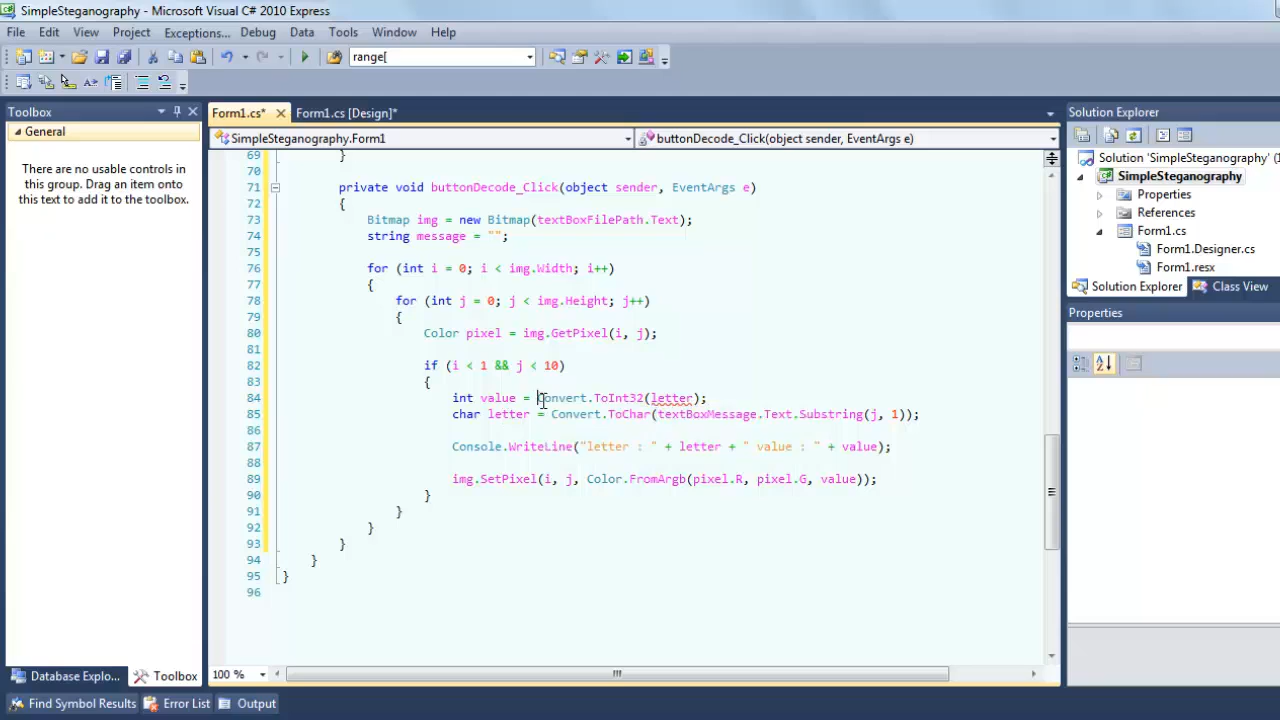 SimpleSteganography - Microsoft Visual C# 2010 Express
File Edit View Project Exceptions... Debug Data Tools Window Help
range[
Toolbox
General
There are no usable controls in
this group. Drag an item onto
this text to add it to the toolbox.
Database Explo... Toolbox
Form1.cs* Form1.cs [Design]*
SimpleSteganography.Form1 buttonDecode_Click(object sender, EventArgs e)
69 }
70
71 private void buttonDecode_Click(object sender, EventArgs e)
72 {
73 Bitmap img = new Bitmap(textBoxFilePath.Text);
74 string message = "";
75
76 for (int i = 0; i < img.Width; i++)
77 {
78 for (int j = 0; j < img.Height; j++)
79 {
80 Color pixel = img.GetPixel(i, j);
81
82 if (i < 1 && j < 10)
83 {
84 int value = Convert.ToInt32(letter);
85 char letter = Convert.ToChar(textBoxMessage.Text.Substring(j, 1));
86
87 Console.WriteLine("letter : " + letter + " value : " + value);
88
89 img.SetPixel(i, j, Color.FromArgb(pixel.R, pixel.G, value));
90 }
91 }
92 }
93 }
94 }
95 }
96
100 %
Solution Explorer
Solution 'SimpleSteganography' (
SimpleSteganography
Properties
References
Form1.cs
Form1.Designer.cs
Form1.resx
Solution Explorer Class View
Properties
Find Symbol Results Error List Output